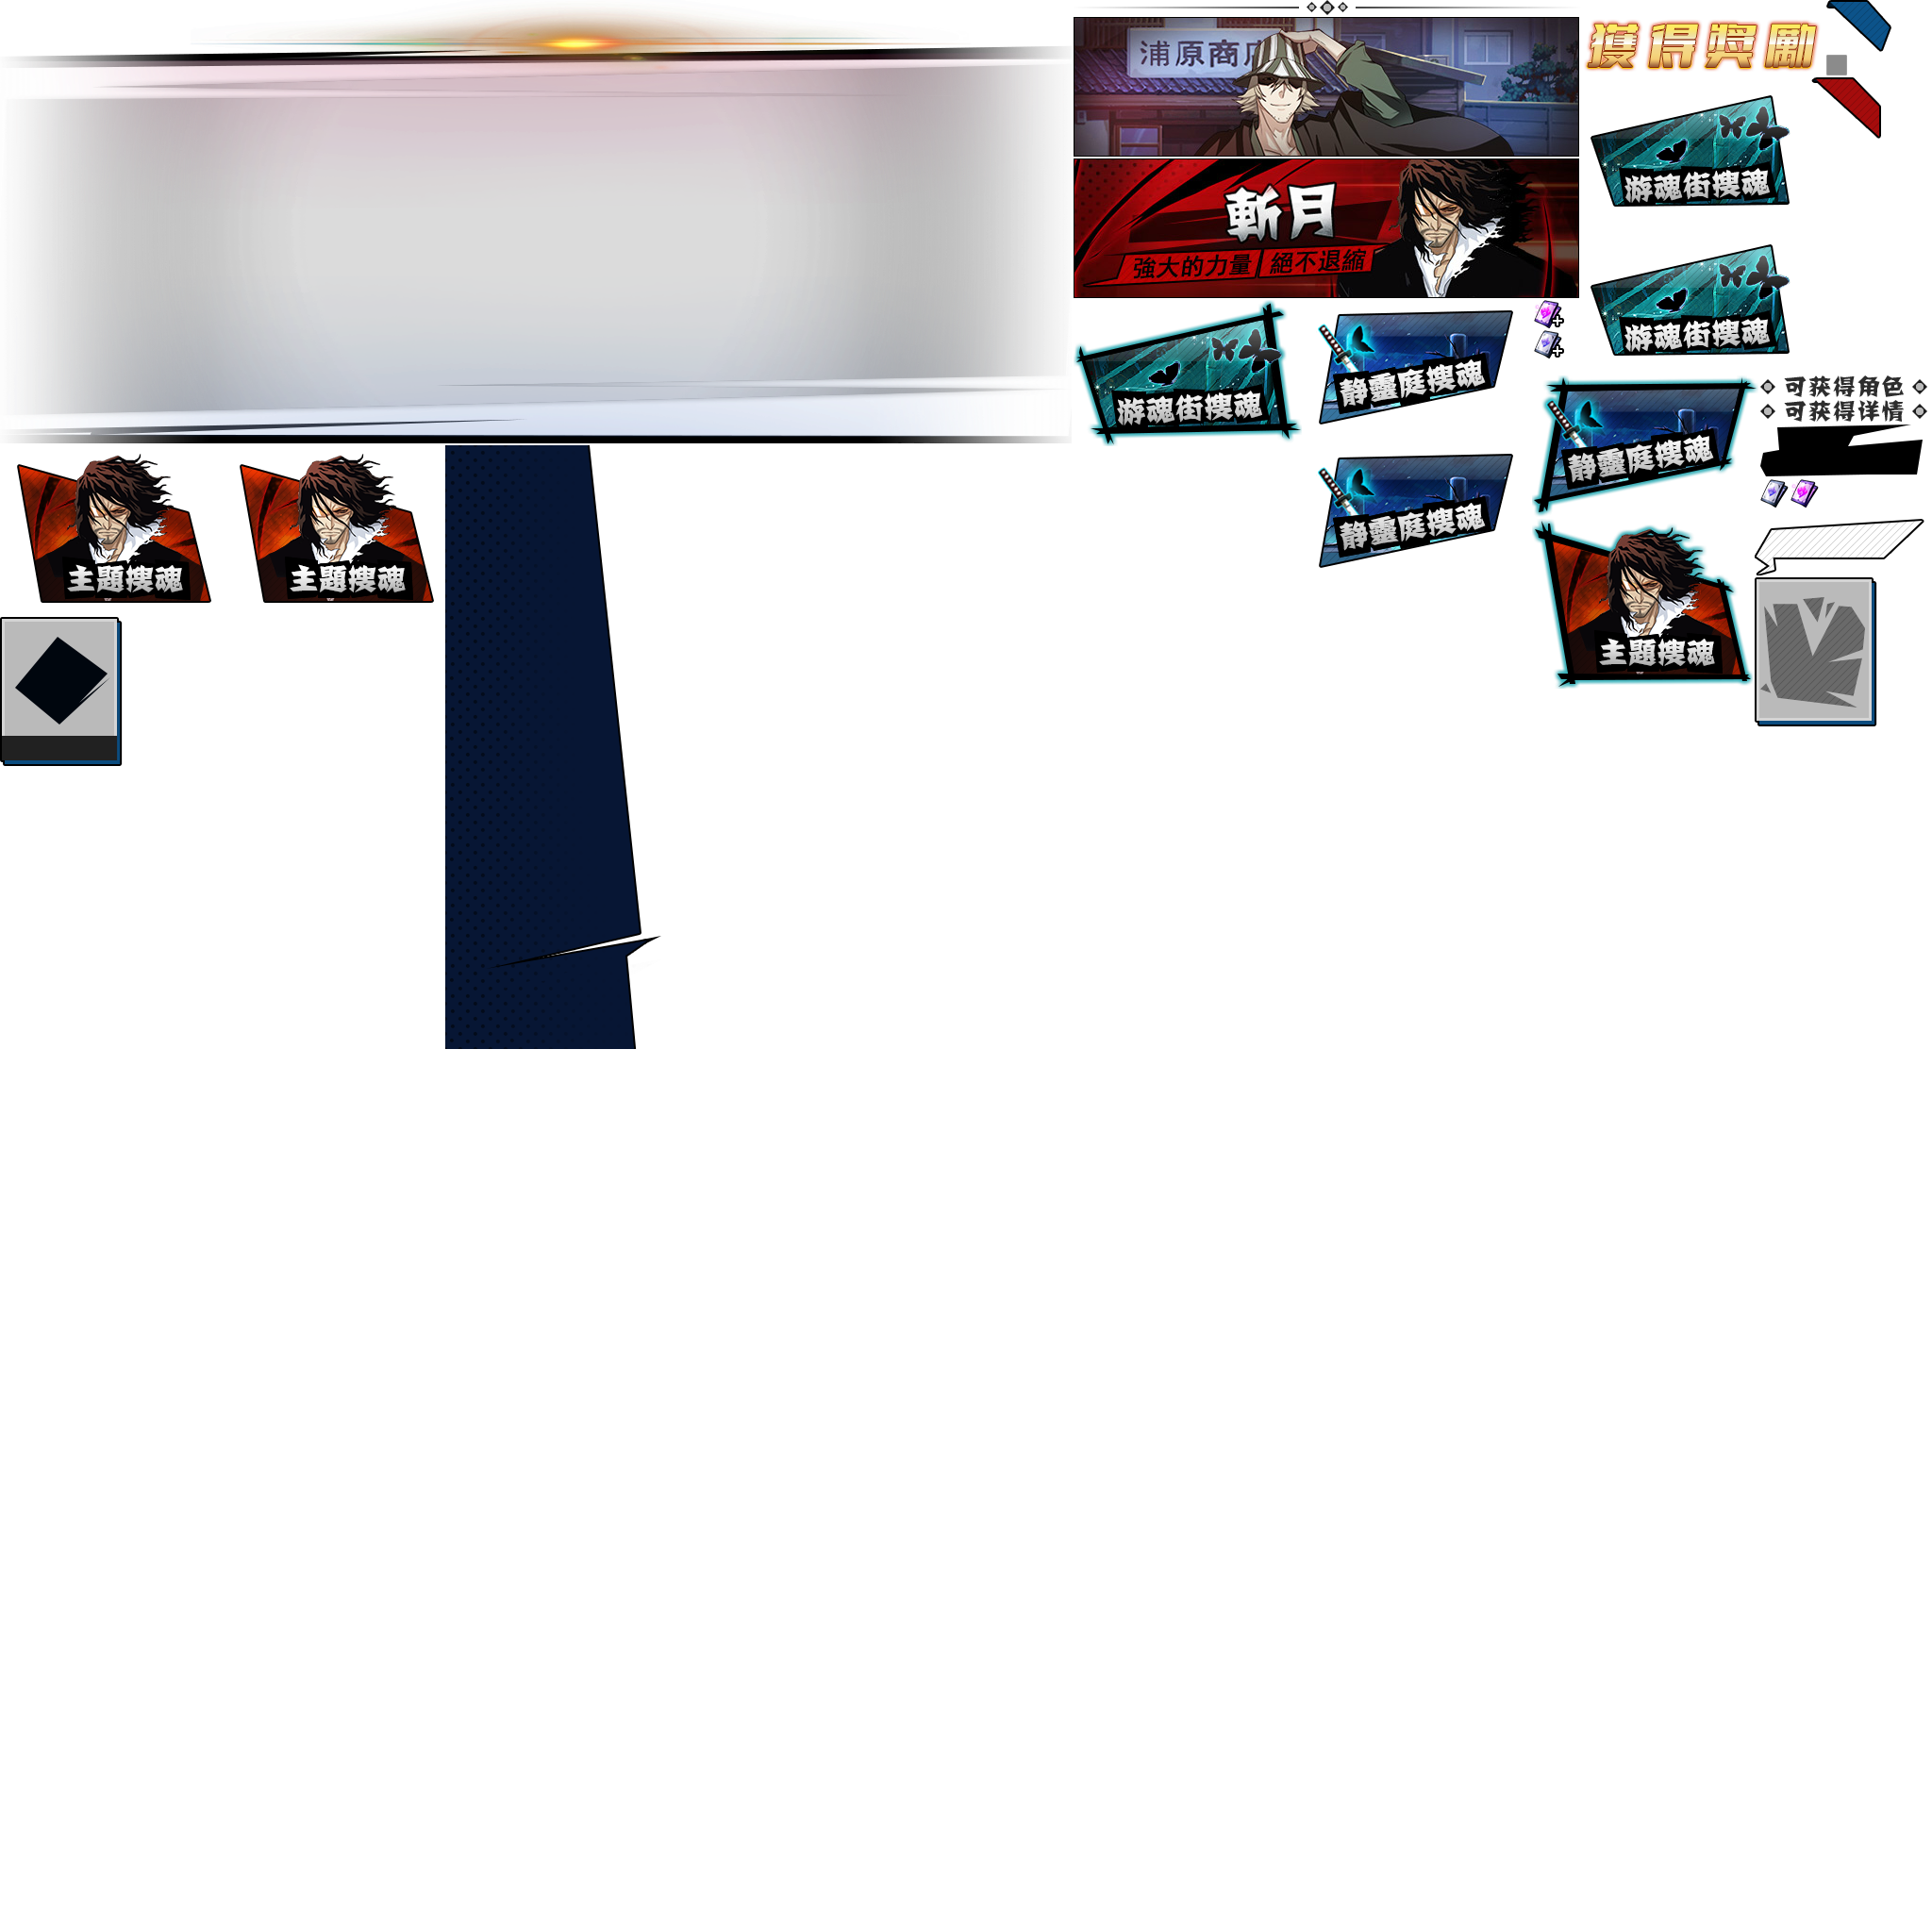 獲得獎勵
浦原商店
斬月
強大的力量 絕不退縮
游魂街搜魂
游魂街搜魂
游魂街搜魂
静靈庭搜魂
可获得角色
可获得详情
静靈庭搜魂
静靈庭搜魂
主題搜魂
主題搜魂
主題搜魂